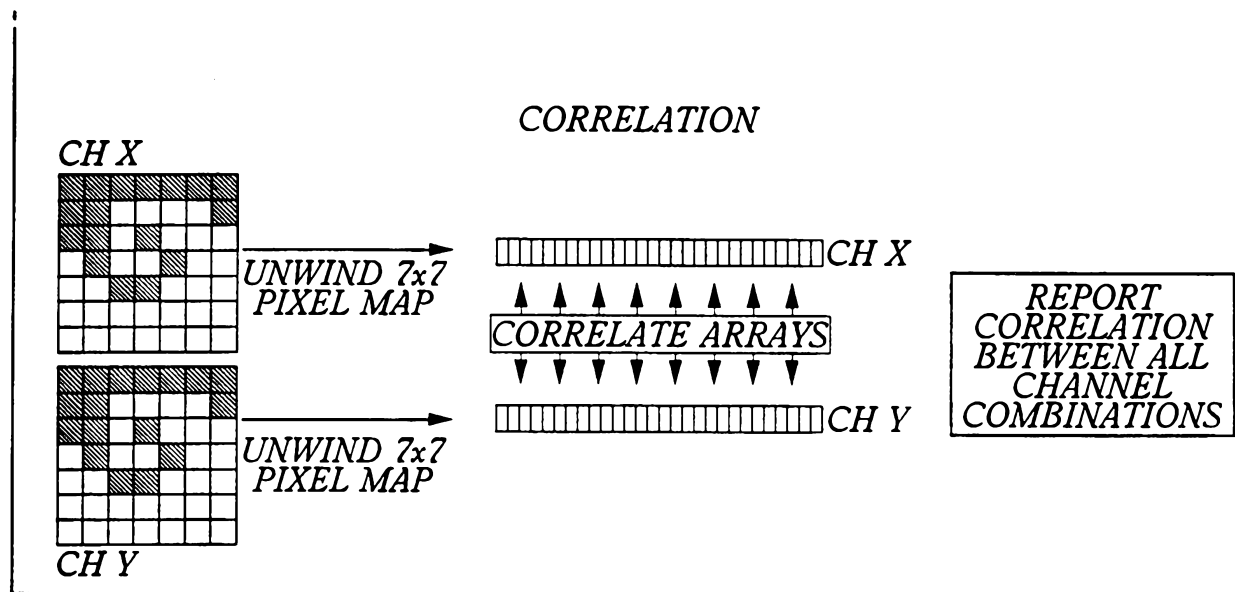 CORRELATION
CH X
UNWIND 7x7
PIXEL MAP
CH X
CORRELATE ARRAYS
CH Y
UNWIND 7x7
PIXEL MAP
CH Y
REPORT
CORRELATION
BETWEEN ALL
CHANNEL
COMBINATIONS